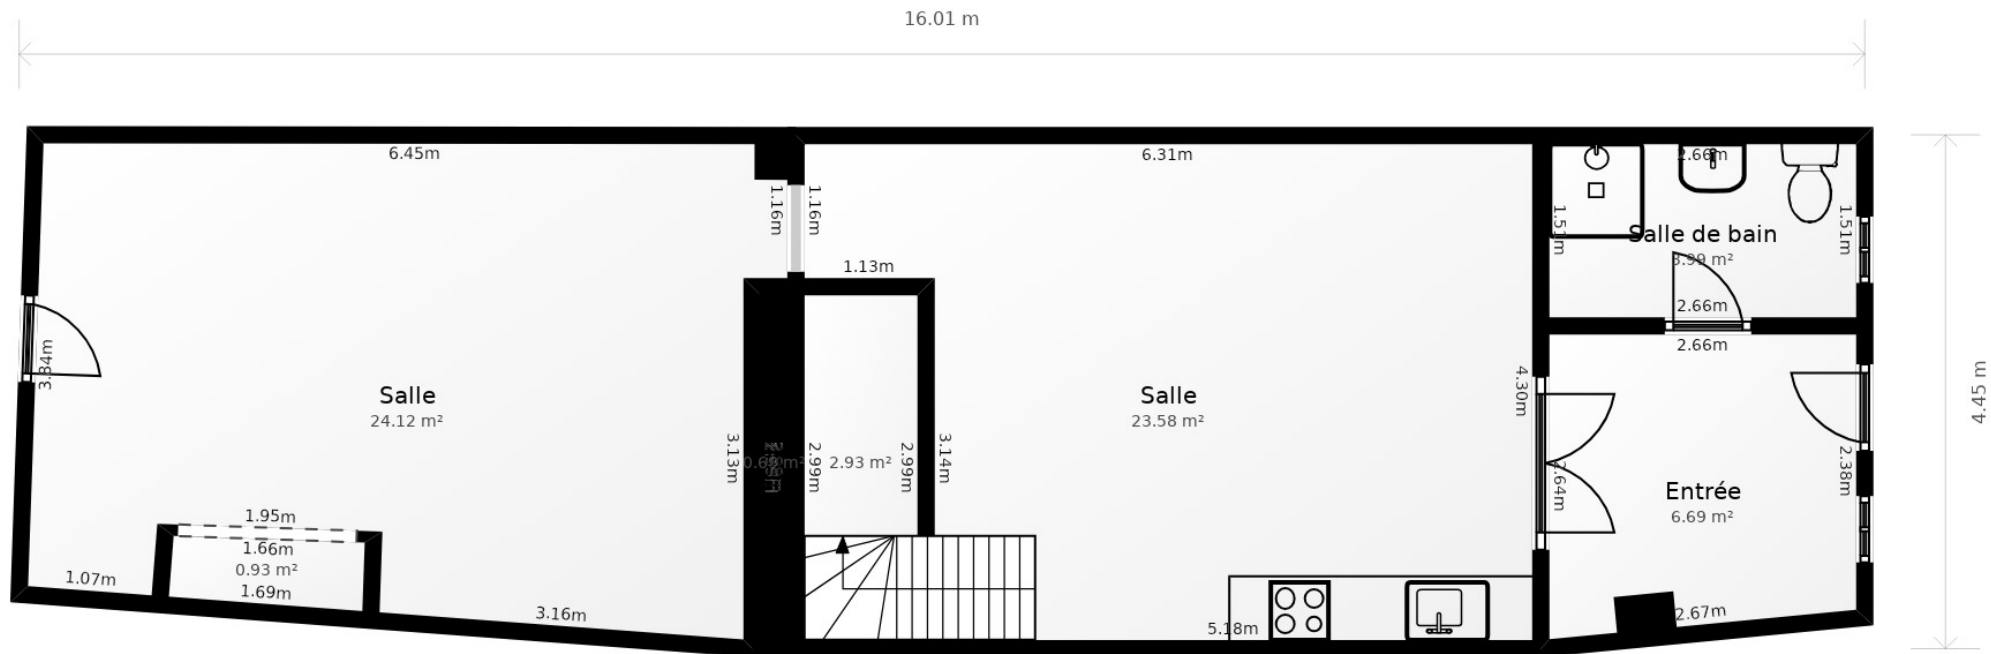 16.01 m
6.45m
6.31m
2.66m
1.16m
1.16m
1.51m
1.51m
Salle de bain
3.99 m²
1.13m
2.66m
2.66m
3.84m
4.30m
4.45 m
Salle
24.12 m²
Salle
23.58 m²
3.13m
2.99m
2.93 m²
2.99m
3.14m
2.64m
2.38m
Entrée
6.69 m²
1.95m
1.66m
0.93 m²
1.69m
1.07m
3.16m
5.18m
2.67m